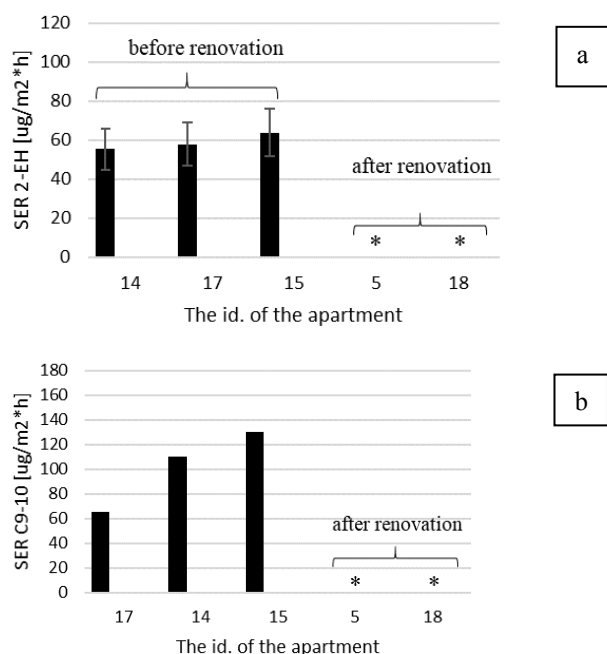 120
before renovation
a
100
80
after renovation
60
40
20
* *
0
14 17 15 5 18
SER 2-EH [ug/m2*h]
The id. of the apartment
180
160
b
140
120
100
80
after renovation
60
40
20
* *
0
17 14 15 5 18
SER C9-10 [ug/m2*h]
The id. of the apartment